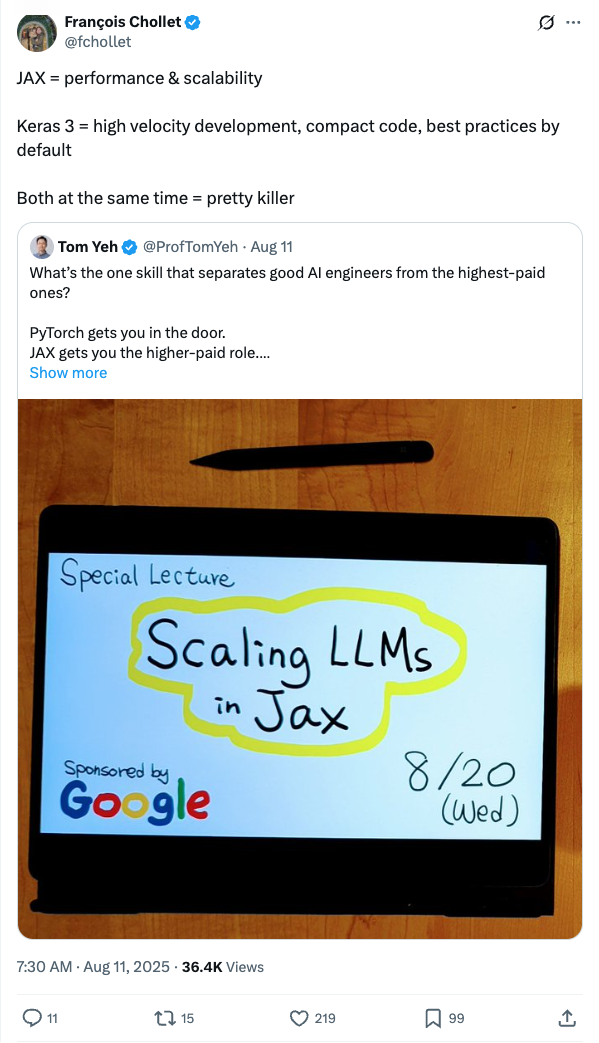 François Chollet
@fchollet
JAX = performance & scalability
Keras 3 = high velocity development, compact code, best practices by
default
Both at the same time = pretty killer
Tom Yeh @ProfTomYeh · Aug 11
What’s the one skill that separates good AI engineers from the highest-paid
ones?
PyTorch gets you in the door.
JAX gets you the higher-paid role....
Show more
Special Lecture
Scaling LLMs
in Jax
Sponsored by
Google
8/20
(Wed)
7:30 AM · Aug 11, 2025 · 36.4K Views
11 15 219 99